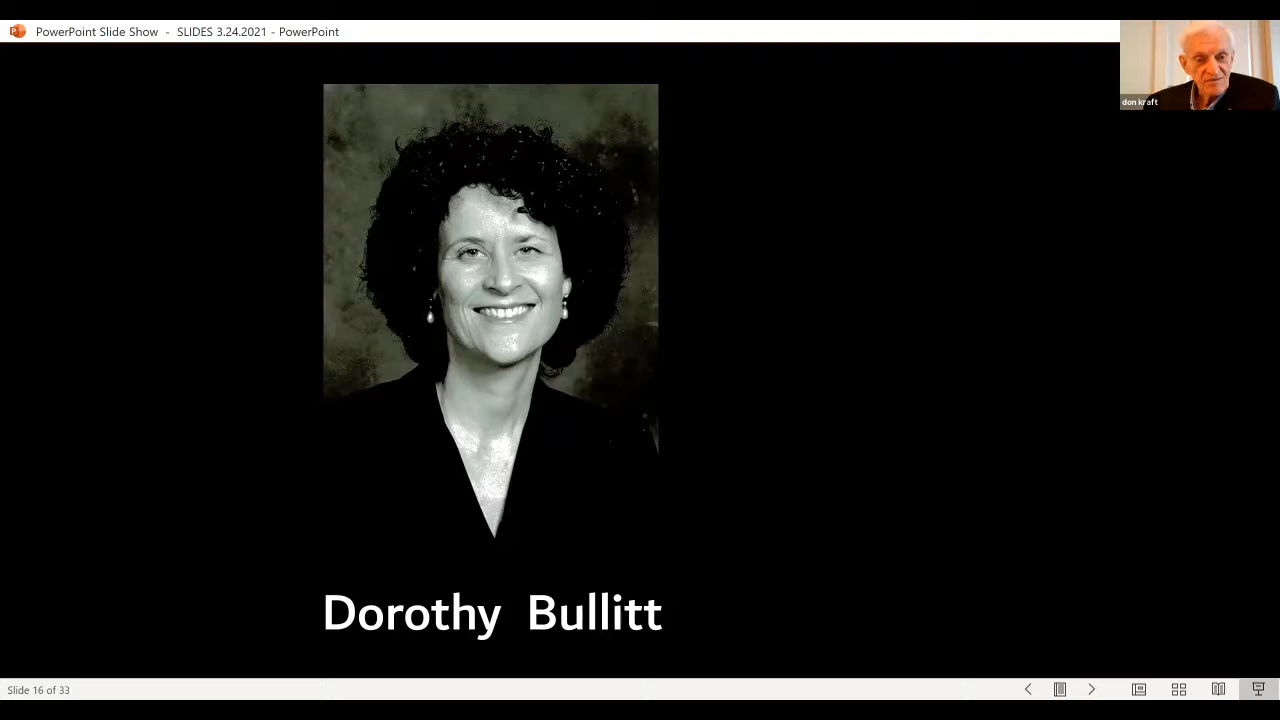 PowerPoint Slide Show - SLIDES 3.24.2021 - PowerPoint
don kraft
Dorothy Bullitt
Slide 16 of 33